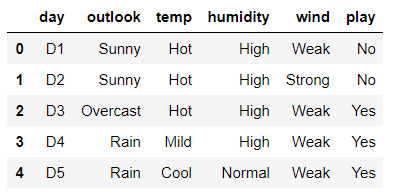 day outlook temp humidity wind play
0 D1 Sunny Hot High Weak No
1 D2 Sunny Hot High Strong No
2 D3 Overcast Hot High Weak Yes
3 D4 Rain Mild High Weak Yes
4 D5 Rain Cool Normal Weak Yes